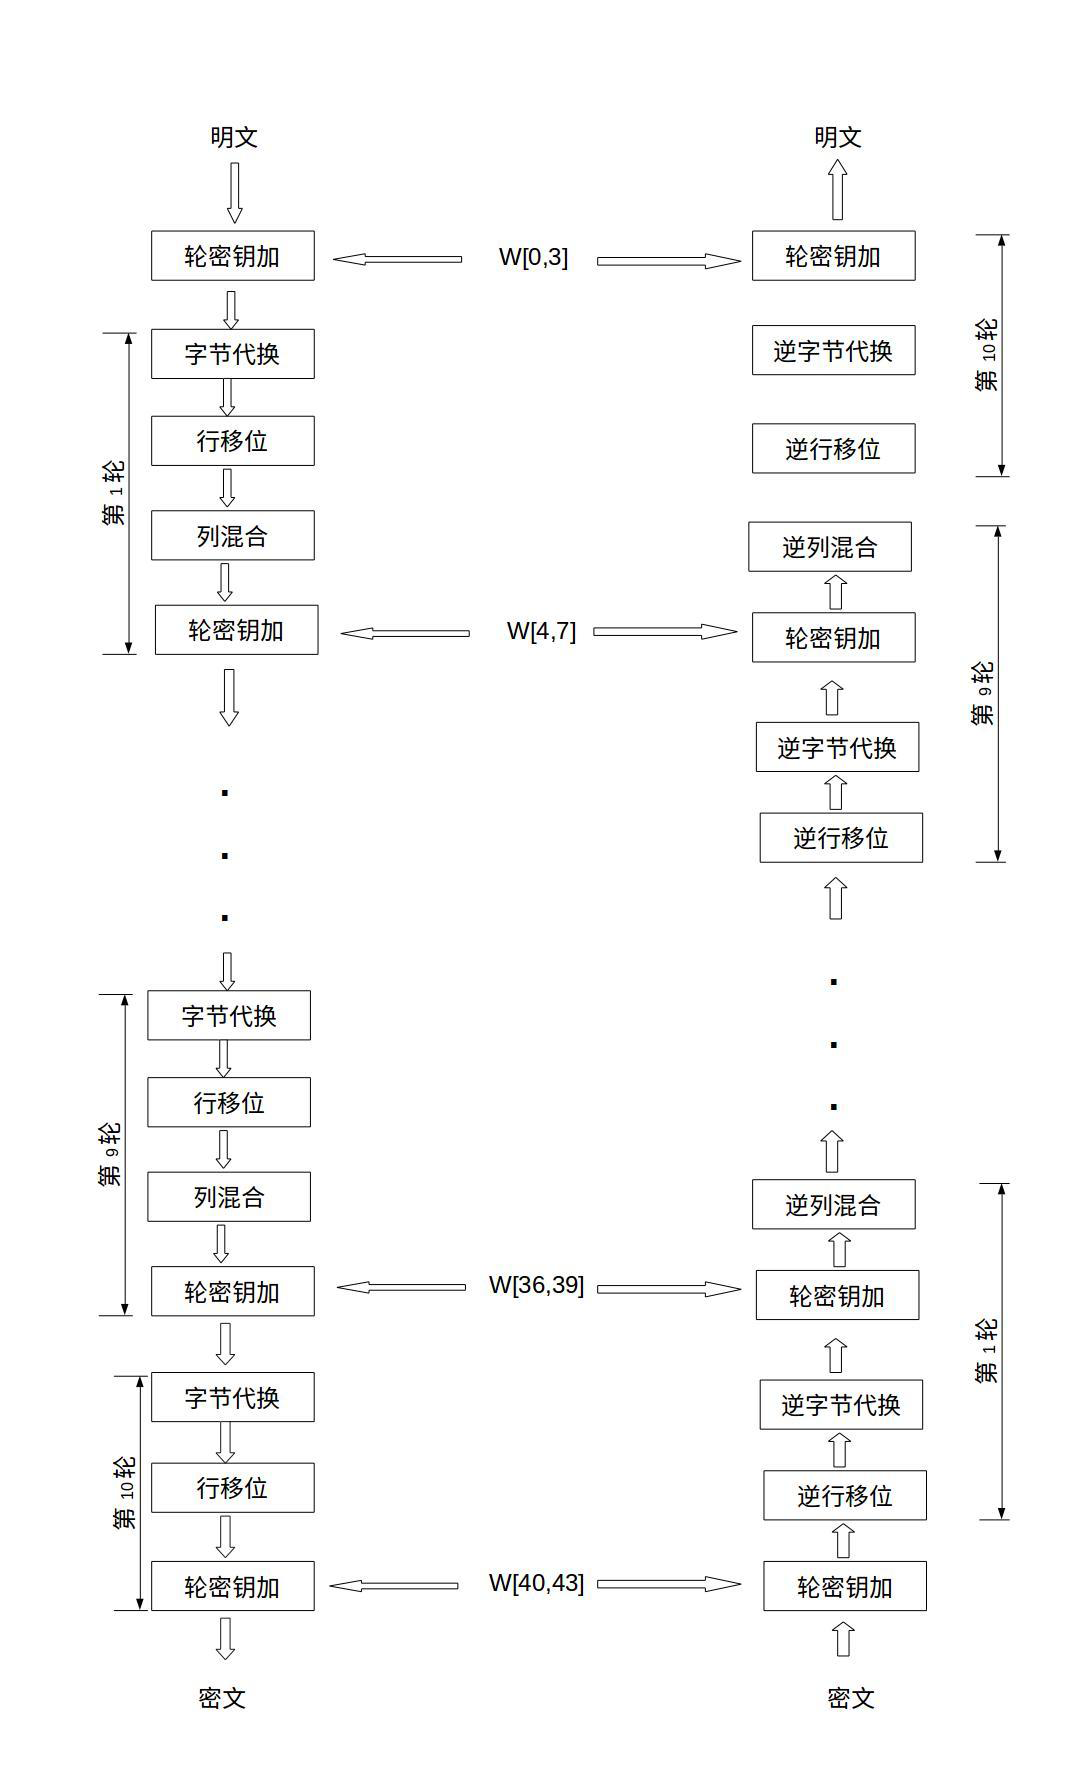 明文
轮密钥加
字节代换
行移位
列混合
轮密钥加
第 1 轮
.
.
.
字节代换
行移位
列混合
轮密钥加
第 9 轮
字节代换
行移位
轮密钥加
第 10 轮
密文
W[0,3]
W[4,7]
W[36,39]
W[40,43]
明文
轮密钥加
逆字节代换
逆行移位
第 10 轮
逆列混合
轮密钥加
逆字节代换
逆行移位
第 9 轮
.
.
.
逆列混合
轮密钥加
逆字节代换
逆行移位
第 1 轮
轮密钥加
密文